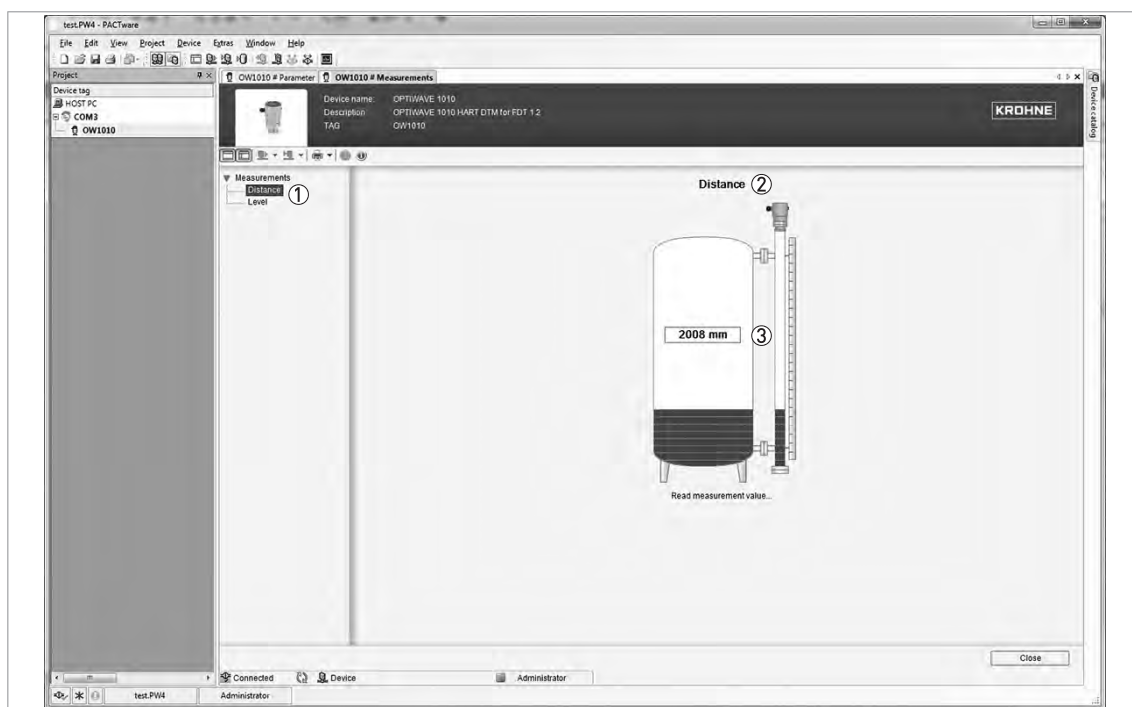 test.PW4 - PACTware
File Edit View Project Device Extras Window Help
Project
OW1010 # Parameter OW1010 # Measurements
Device tag
HOST PC
COM3
OW1010
Device name: OPTIWAVE 1010
Description OPTIWAVE 1010 HART DTM for FDT 1.2
TAG OW1010
KROHNE
Device catalog
Measurements
Distance ①
Level
Distance ②
2008 mm ③
Read measurement value...
Close
Connected Device Administrator
test.PW4 Administrator